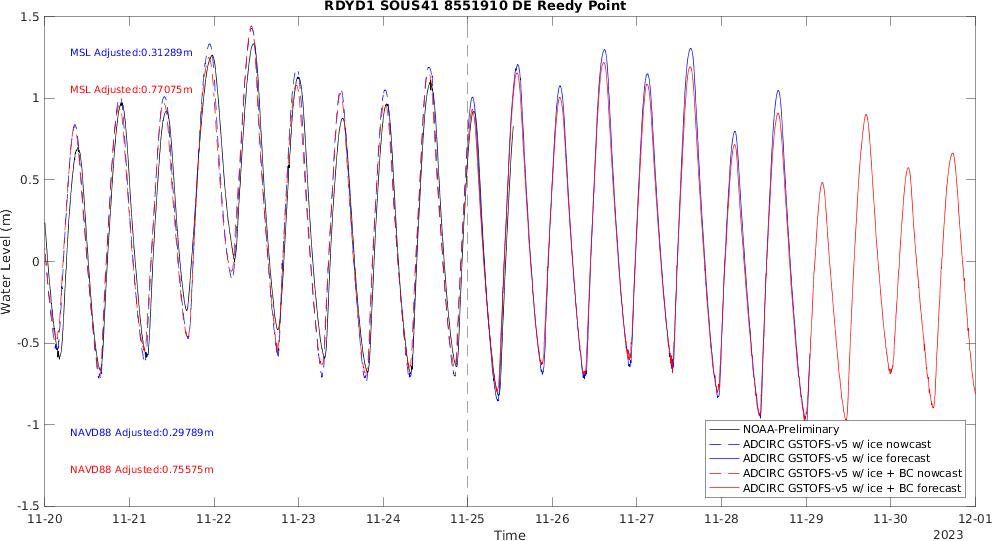 RDYD1 SOUS41 8551910 DE Reedy Point
1.5
1
0.5
0
-0.5
-1
-1.5
Water Level (m)
MSL Adjusted:0.31289m
MSL Adjusted:0.77075m
NAVD88 Adjusted:0.29789m
NAVD88 Adjusted:0.75575m
NOAA-Preliminary
ADCIRC GSTOFS-v5 w/ ice nowcast
ADCIRC GSTOFS-v5 w/ ice forecast
ADCIRC GSTOFS-v5 w/ ice + BC nowcast
ADCIRC GSTOFS-v5 w/ ice + BC forecast
11-20 11-21 11-22 11-23 11-24 11-25 11-26 11-27 11-28 11-29 11-30 12-01
Time
2023